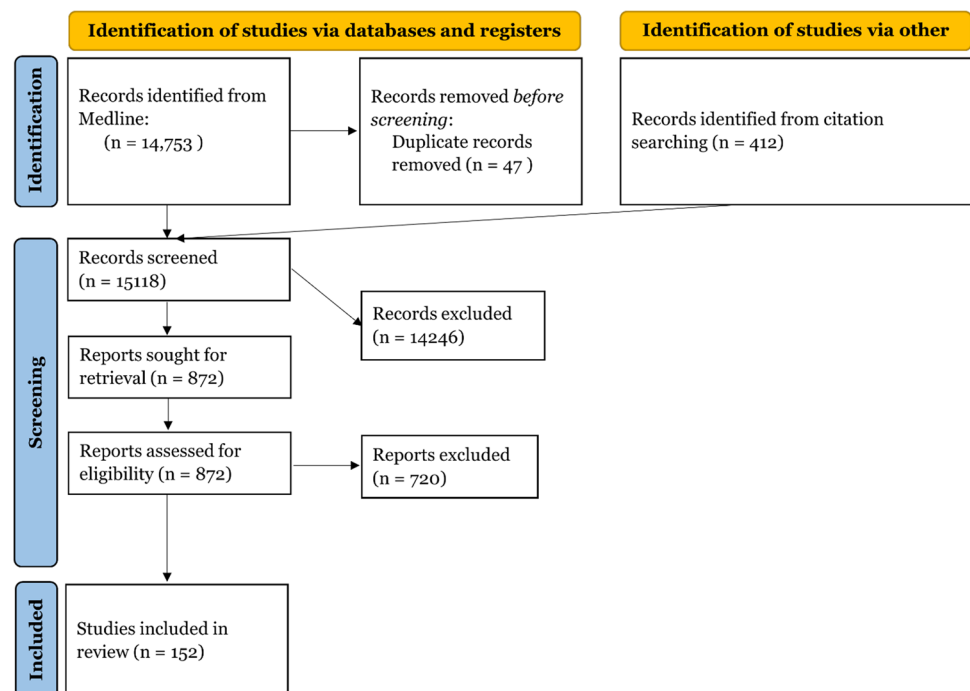 Identification of studies via databases and registers
Identification of studies via other
Identification
Records identified from
Medline:
(n = 14,753 )
Records removed before
screening:
Duplicate records
removed (n = 47 )
Records identified from citation
searching (n = 412)
Screening
Records screened
(n = 15118)
Records excluded
(n = 14246)
Reports sought for
retrieval (n = 872)
Reports assessed for
eligibility (n = 872)
Reports excluded
(n = 720)
Included
Studies included in
review (n = 152)